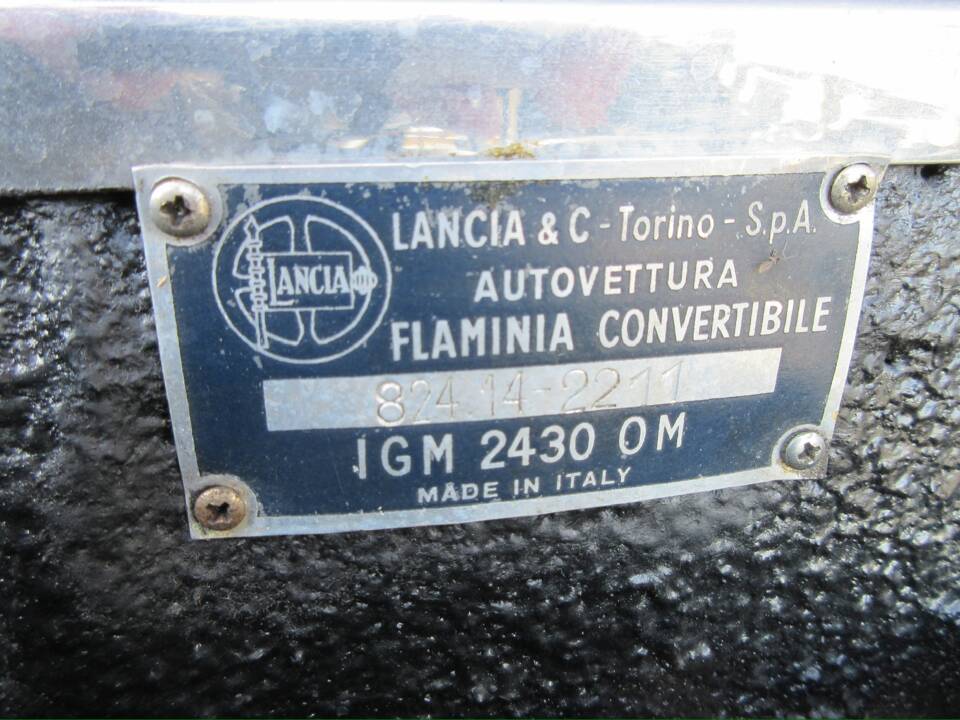 LANCIA
LANCIA & C - Torino - S.p.A.
AUTOVETTURA
FLAMINIA CONVERTIBILE
824.14-2211
IGM 2430 OM
MADE IN ITALY